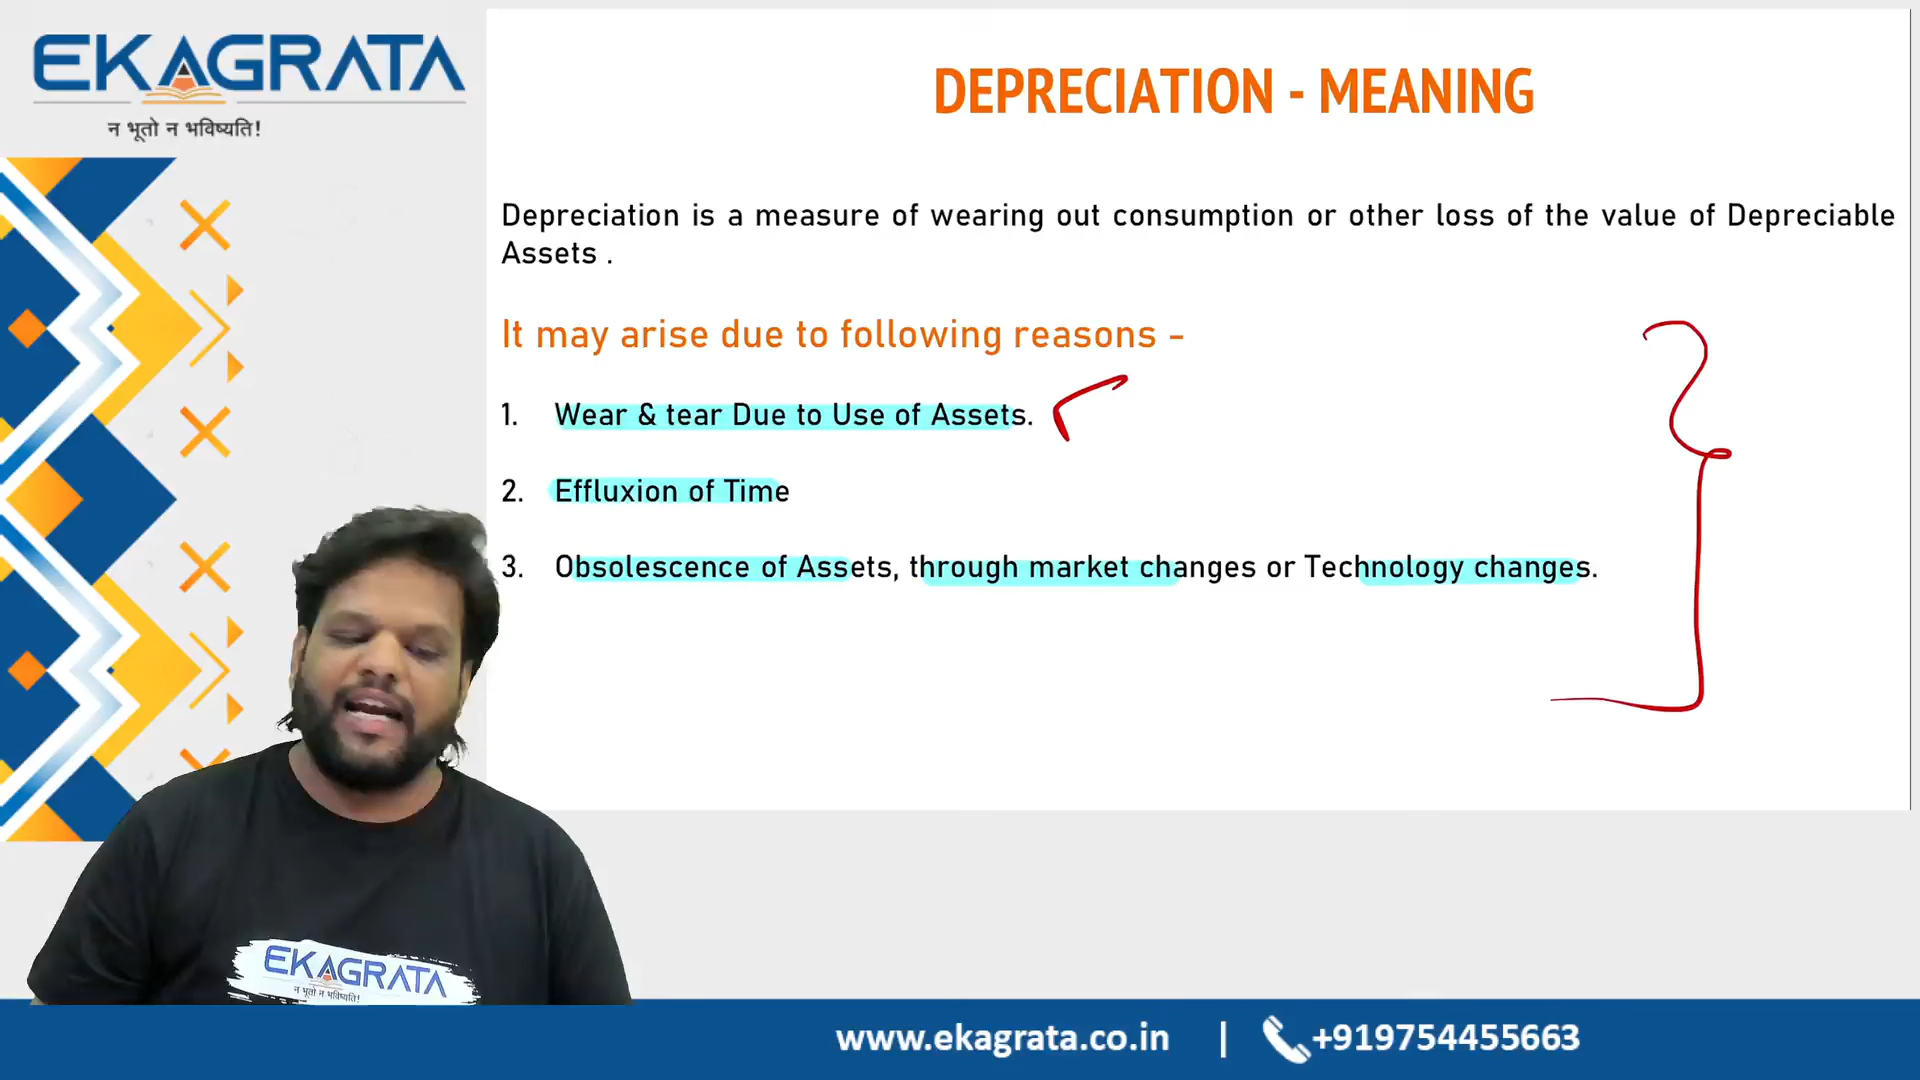 EKAGRATA
न भूतो न भविष्यति!
DEPRECIATION - MEANING
Depreciation is a measure of wearing out consumption or other loss of the value of Depreciable
Assets .
It may arise due to following reasons -
1. Wear & tear Due to Use of Assets.
2. Effluxion of Time
3. Obsolescence of Assets, through market changes or Technology changes.
EKAGRATA
न भूतो न भविष्यति!
www.ekagrata.co.in | +919754455663